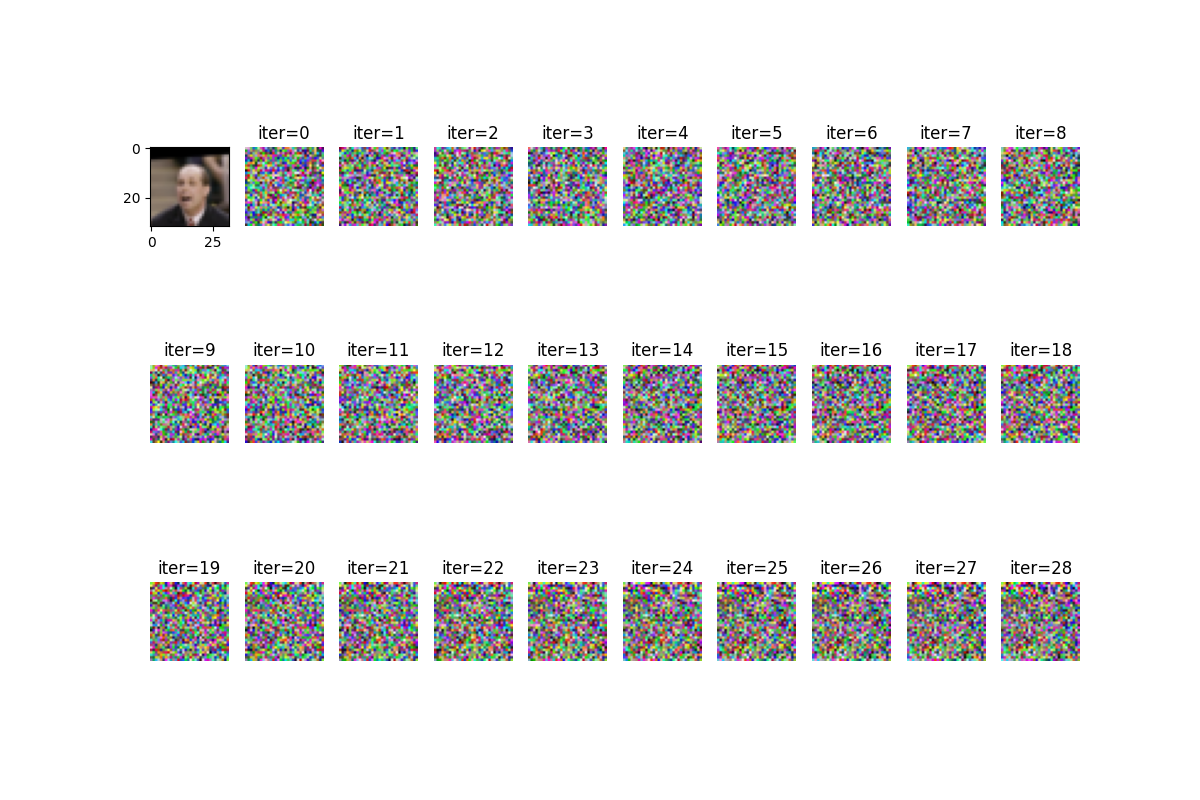 iter=0 iter=1 iter=2 iter=3 iter=4 iter=5 iter=6 iter=7 iter=8
0
20
0 25
iter=9 iter=10 iter=11 iter=12 iter=13 iter=14 iter=15 iter=16 iter=17 iter=18
iter=19 iter=20 iter=21 iter=22 iter=23 iter=24 iter=25 iter=26 iter=27 iter=28